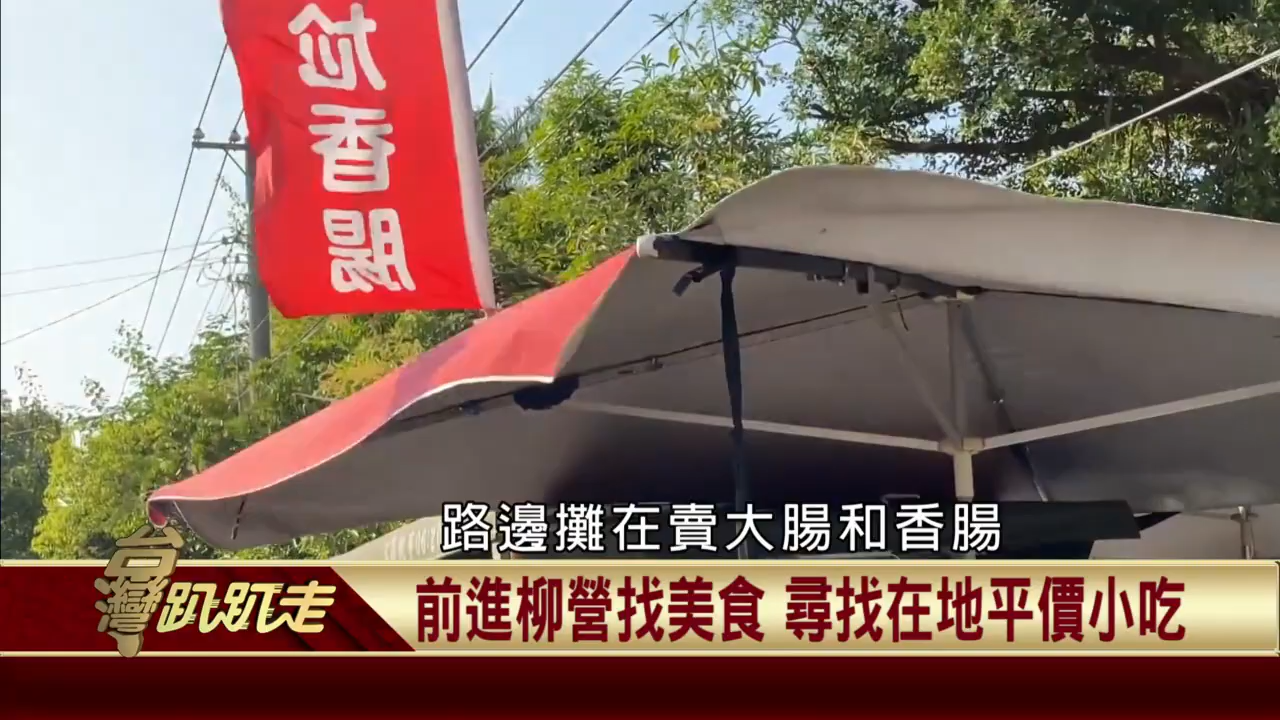 香腸
路邊攤在賣大腸和香腸
台灣趴趴走
前進柳營找美食 尋找在地平價小吃